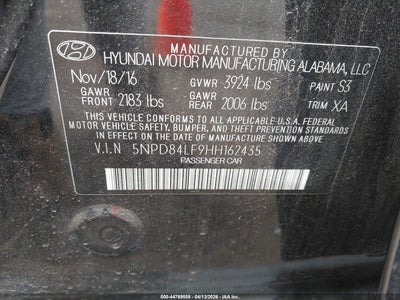 MANUFACTURED BY
HYUNDAI MOTOR MANUFACTURING ALABAMA, LLC
Nov/18/16 GVWR 3924 lbs PAINT S3
GAWR FRONT 2183 lbs GAWR REAR 2006 lbs TRIM XA
THIS VEHICLE CONFORMS TO ALL APPLICABLE U.S. FEDERAL
MOTOR VEHICLE SAFETY, BUMPER, AND THEFT PREVENTION
STANDARDS IN EFFECT ON THE DATE OF MANUFACTURE SHOWN ABOVE.
V.I.N 5NPD84LF9HH162435
PASSENGER CAR
000-44769558 - 04/13/2026 - 001-